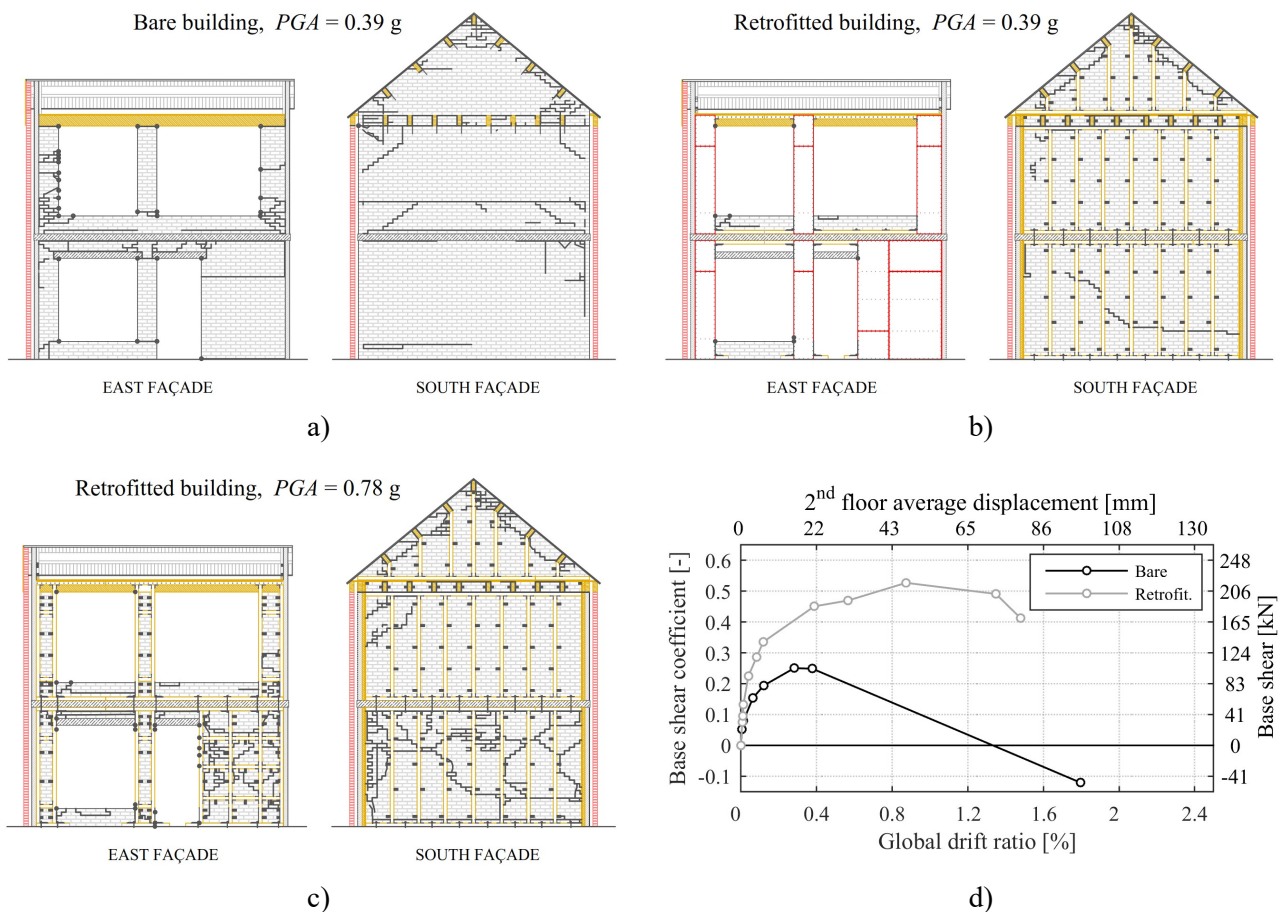 Bare building, PGA = 0.39 g
EAST FAÇADE
SOUTH FAÇADE
a)
Retrofitted building, PGA = 0.39 g
EAST FAÇADE
SOUTH FAÇADE
b)
Retrofitted building, PGA = 0.78 g
EAST FAÇADE
SOUTH FAÇADE
c)
2nd floor average displacement [mm]
0 22 43 65 86 108 130
Base shear coefficient [-]
0.6
0.5
0.4
0.3
0.2
0.1
0
-0.1
Bare
Retrofit.
248
206
165
124
83
41
0
-41
Base shear [kN]
0 0.4 0.8 1.2 1.6 2 2.4
Global drift ratio [%]
d)